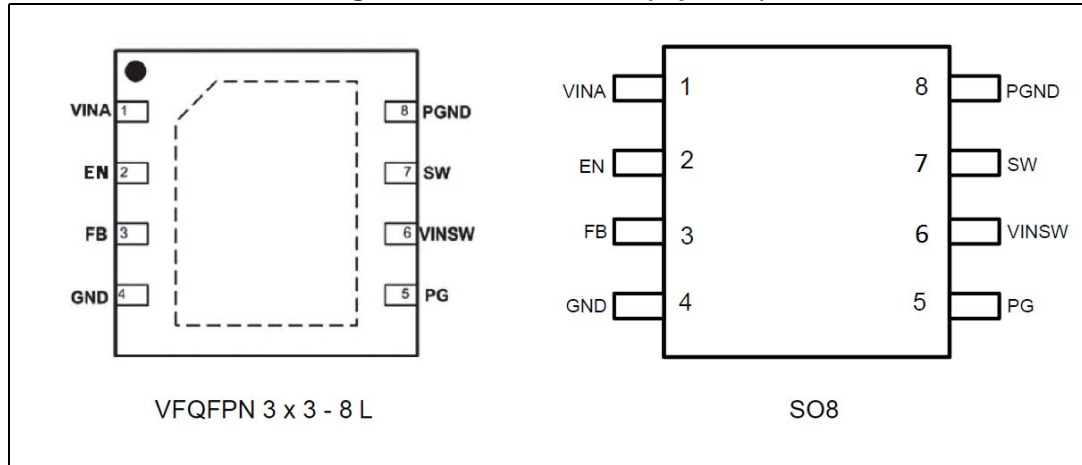 VINA 1 8 PGND
EN 2 7 SW
FB 3 6 VINSW
GND 4 5 PG
VFQFPN 3 x 3 - 8 L
VINA 1 8 PGND
EN 2 7 SW
FB 3 6 VINSW
GND 4 5 PG
SO8